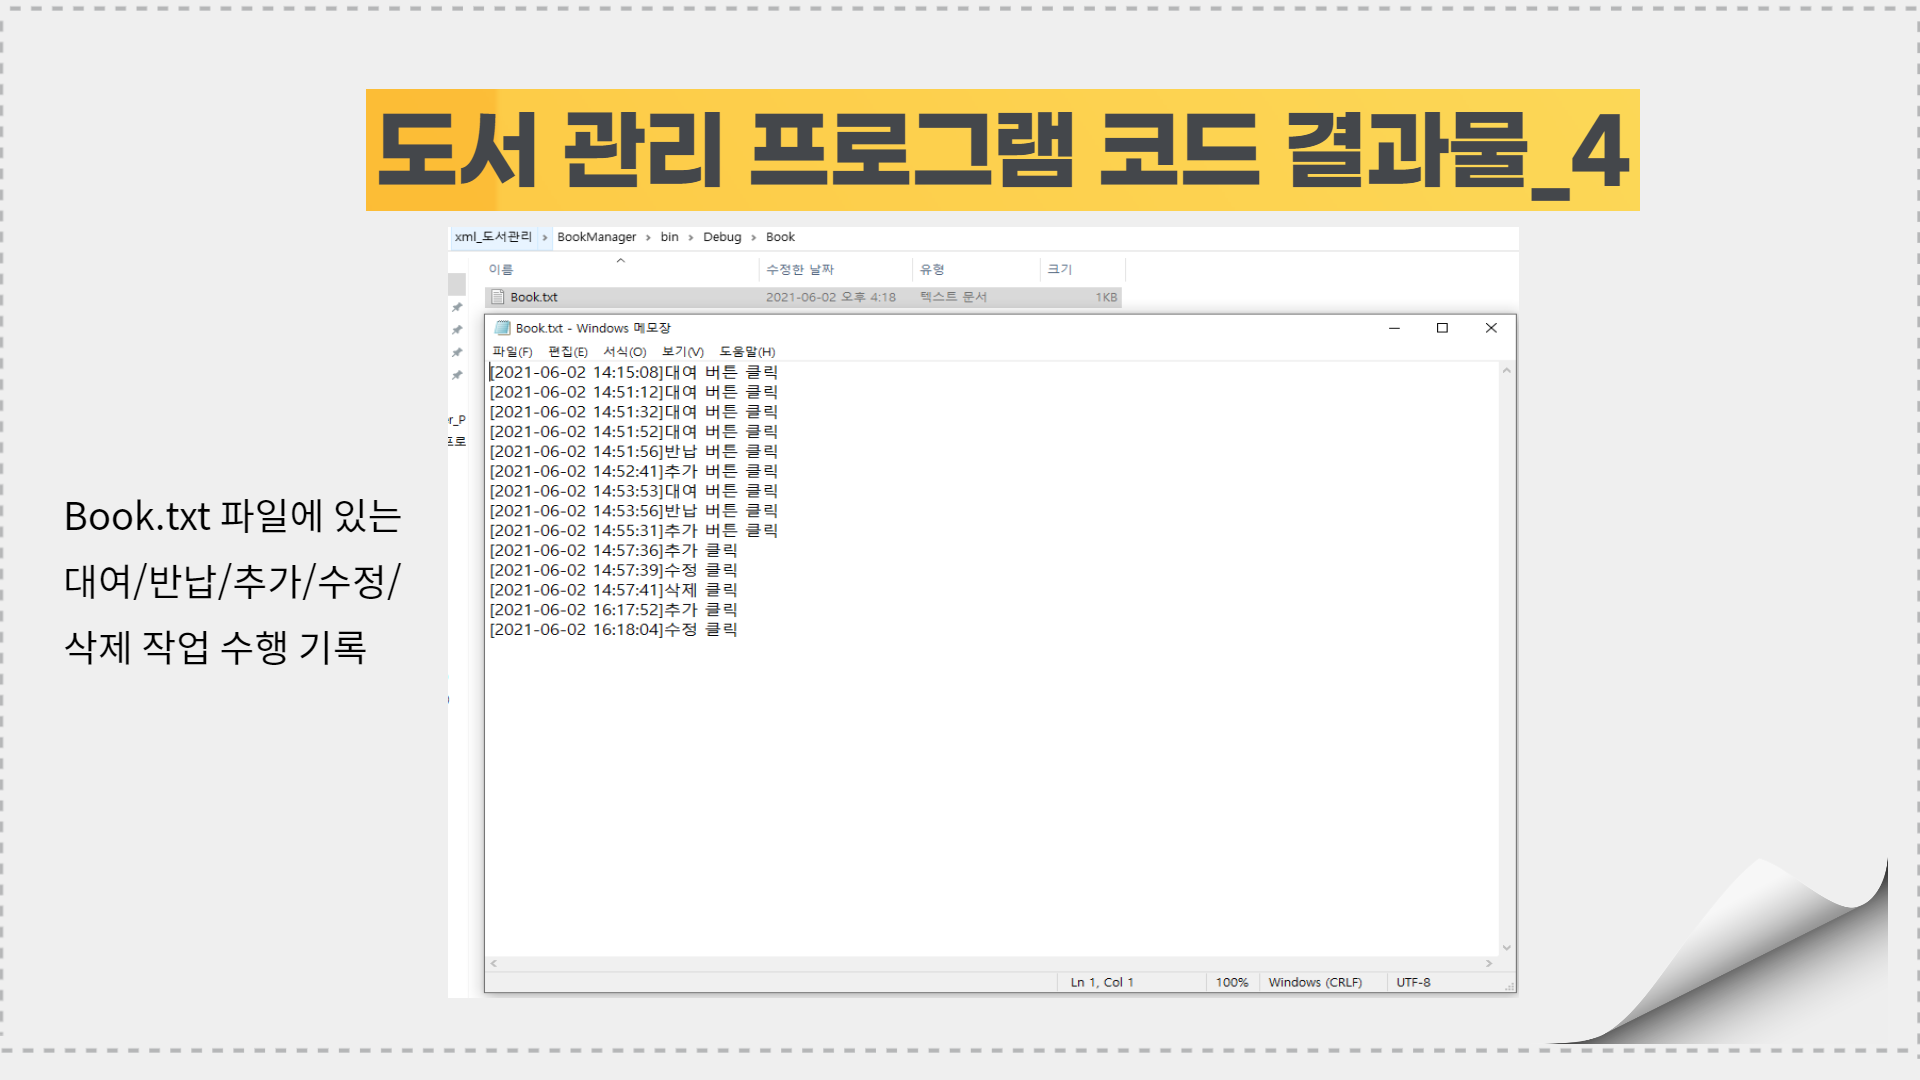 도서 관리 프로그램 코드 결과물_4
xml_도서관리 › BookManager › bin › Debug › Book
이름 수정한 날짜 유형 크기
Book.txt 2021-06-02 오후 4:18 텍스트 문서 1KB
Book.txt - Windows 메모장
파일(F) 편집(E) 서식(O) 보기(V) 도움말(H)
[2021-06-02 14:15:08]대여 버튼 클릭
[2021-06-02 14:51:12]대여 버튼 클릭
[2021-06-02 14:51:32]대여 버튼 클릭
[2021-06-02 14:51:52]대여 버튼 클릭
[2021-06-02 14:51:56]반납 버튼 클릭
[2021-06-02 14:52:41]추가 버튼 클릭
[2021-06-02 14:53:53]대여 버튼 클릭
[2021-06-02 14:53:56]반납 버튼 클릭
[2021-06-02 14:55:31]추가 버튼 클릭
[2021-06-02 14:57:36]추가 클릭
[2021-06-02 14:57:39]수정 클릭
[2021-06-02 14:57:41]삭제 클릭
[2021-06-02 16:17:52]추가 클릭
[2021-06-02 16:18:04]수정 클릭
Ln 1, Col 1 100% Windows (CRLF) UTF-8
Book.txt 파일에 있는
대여/반납/추가/수정/
삭제 작업 수행 기록